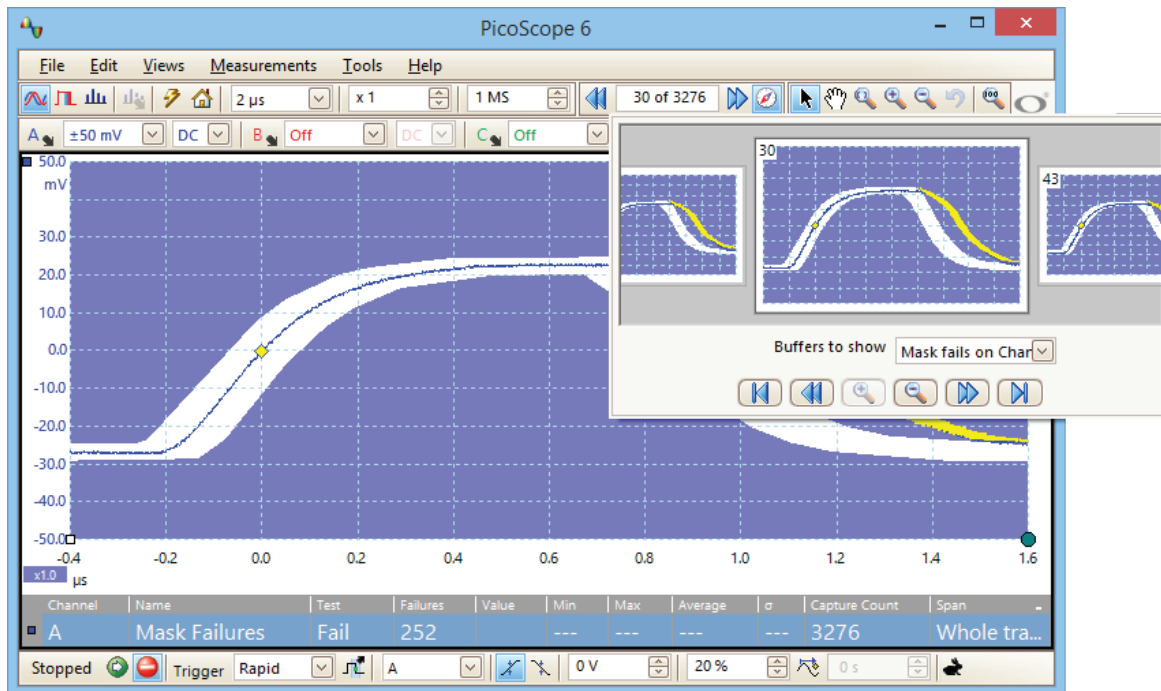 PicoScope 6
File Edit Views Measurements Tools Help
2 µs x 1 1 MS 30 of 3276
A ±50 mV DC B Off DC C Off
50.0
mV
30.0
20.0
10.0
0.0
-10.0
-20.0
-30.0
-40.0
-50.0
-0.4 -0.2 0.0 0.2 0.4 0.6 0.8 1.0 1.2 1.4 1.6
x1.0 µs
30
43
Buffers to show Mask fails on Char
Channel Name Test Failures Value Min Max Average σ Capture Count Span
A Mask Failures Fail 252 --- --- --- --- 3276 Whole tra...
Stopped Trigger Rapid A 0 V 20 % 0 s